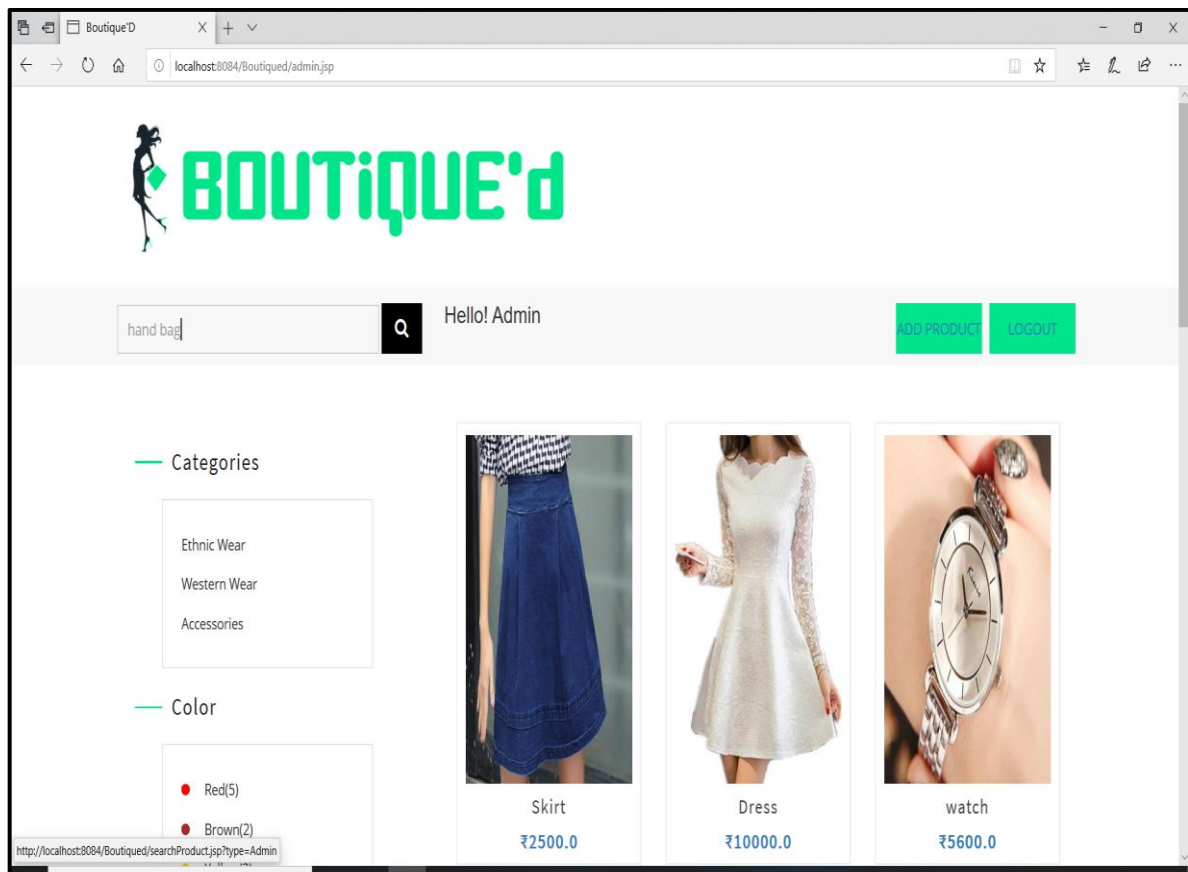 Boutique'D
localhost:8084/Boutiqued/admin.jsp
BOUTiQUE'd
hand bag
Hello! Admin
ADD PRODUCT
LOGOUT
Categories
Ethnic Wear
Western Wear
Accessories
Color
Red(5)
Brown(2)
Skirt
Dress
watch
₹2500.0
₹10000.0
₹5600.0
http://localhost:8084/Boutiqued/searchProduct.jsp?type=Admin